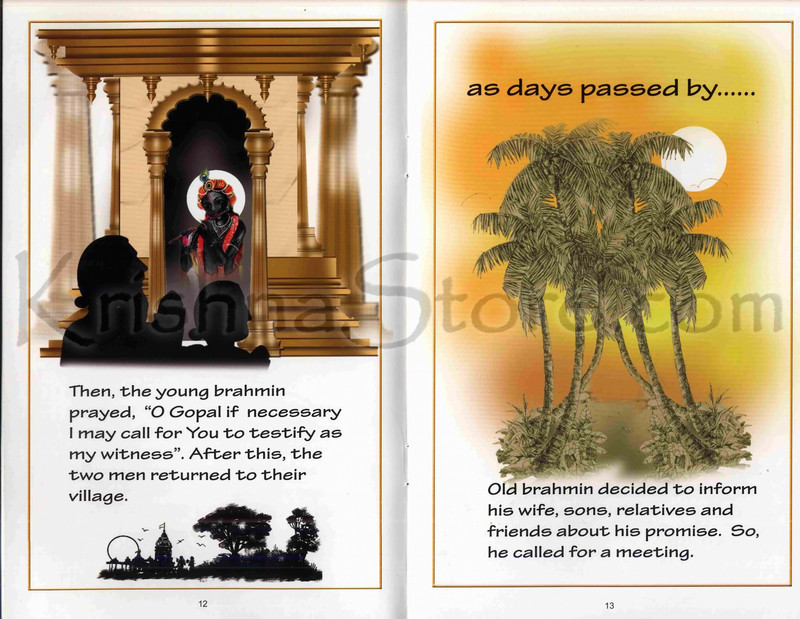 Then, the young brahmin
prayed, “O Gopal if necessary
I may call for You to testify as
my witness”. After this, the
two men returned to their
village.
12
as days passed by......
Old brahmin decided to inform
his wife, sons, relatives and
friends about his promise. So,
he called for a meeting.
13
Krishna.Store.com